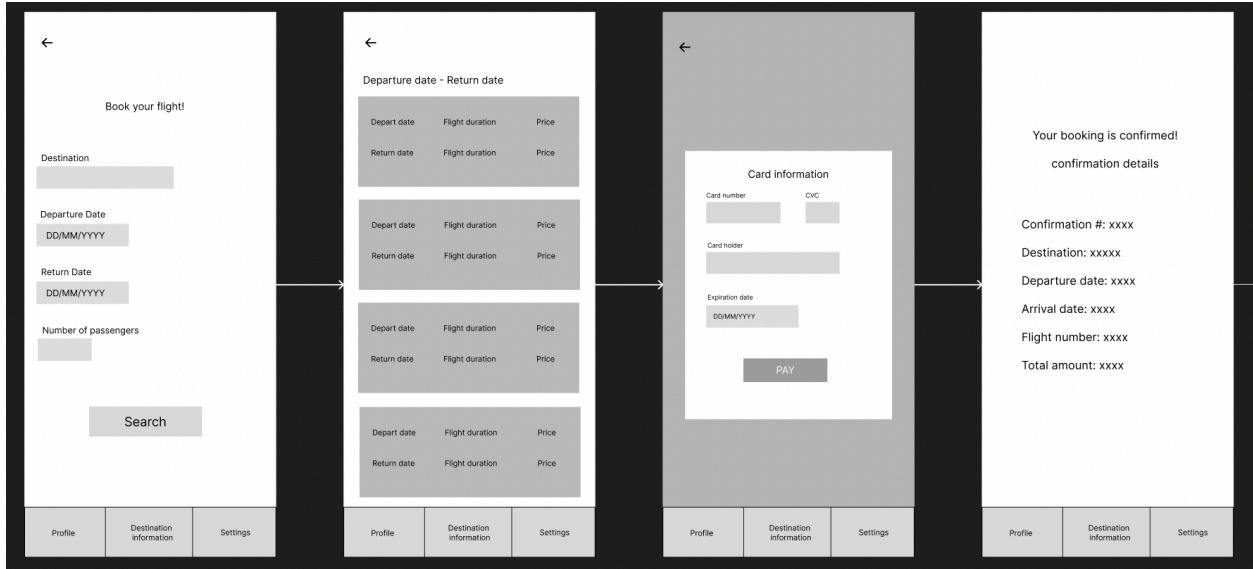 ←
Book your flight!
Destination
Departure Date
DD/MM/YYYY
Return Date
DD/MM/YYYY
Number of passengers
Search
Profile
Destination
information
Settings
←
Departure date - Return date
Depart date Flight duration Price
Return date Flight duration Price
Depart date Flight duration Price
Return date Flight duration Price
Depart date Flight duration Price
Return date Flight duration Price
Depart date Flight duration Price
Return date Flight duration Price
Profile
Destination
information
Settings
←
Card information
Card number CVC
Card holder
Expiration date
DD/MM/YYYY
PAY
Profile
Destination
information
Settings
Your booking is confirmed!
confirmation details
Confirmation #: xxxx
Destination: xxxxx
Departure date: xxxx
Arrival date: xxxx
Flight number: xxxx
Total amount: xxxx
Profile
Destination
information
Settings